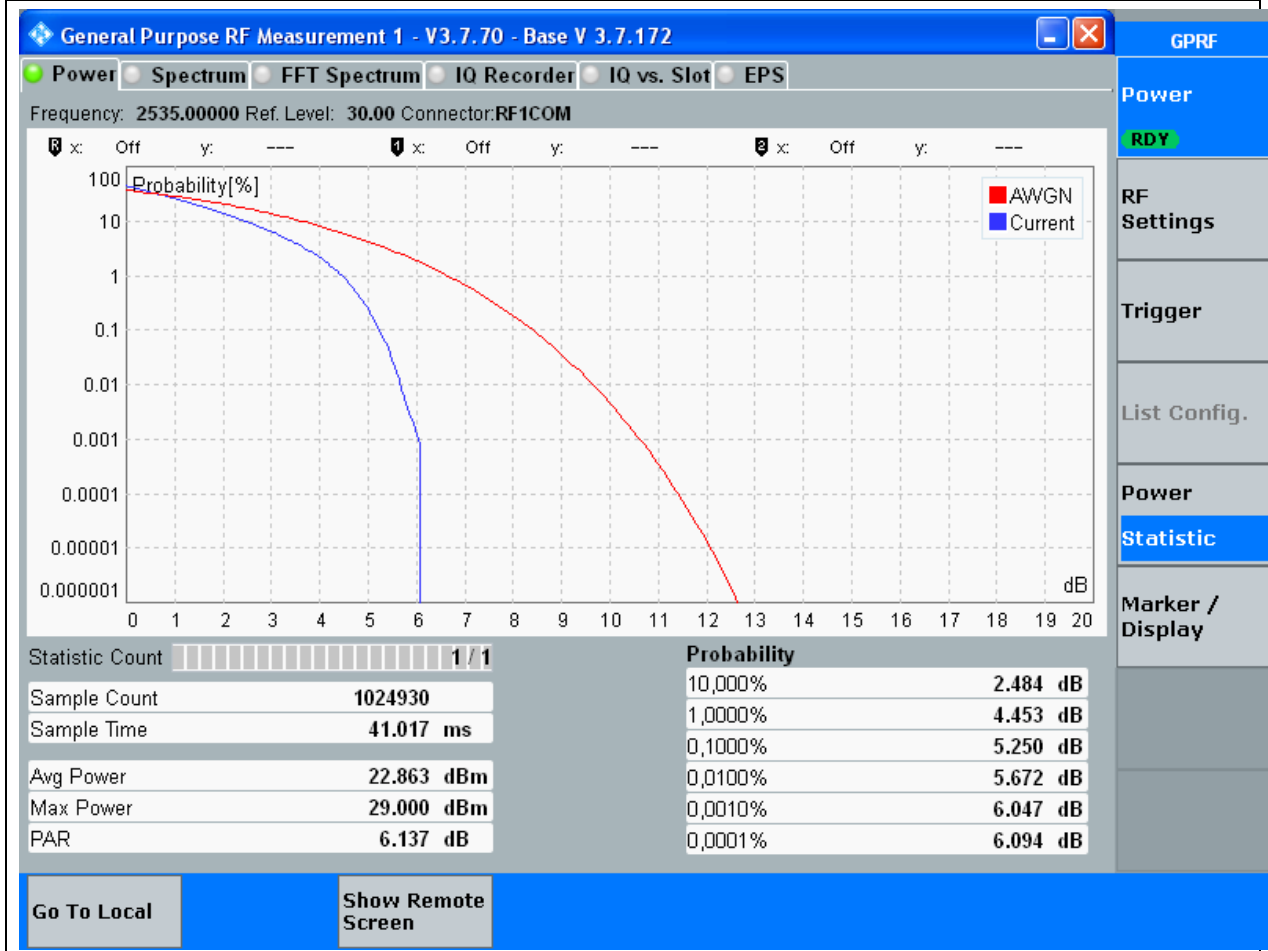 General Purpose RF Measurement 1 - V3.7.70 - Base V 3.7.172
GPRF
Power Spectrum FFT Spectrum IQ Recorder IQ vs. Slot EPS
Frequency: 2535.00000 Ref. Level: 30.00 Connector:RF1COM
R x: Off y: --- 1 x: Off y: --- 2 x: Off y: ---
Probability[%]
AWGN
Current
100
10
1
0.1
0.01
0.001
0.0001
0.00001
0.000001
dB
0 1 2 3 4 5 6 7 8 9 10 11 12 13 14 15 16 17 18 19 20
Statistic Count 1 / 1
Sample Count 1024930
Sample Time 41.017 ms
Avg Power 22.863 dBm
Max Power 29.000 dBm
PAR 6.137 dB
Probability
10,000% 2.484 dB
1,0000% 4.453 dB
0,1000% 5.250 dB
0,0100% 5.672 dB
0,0010% 6.047 dB
0,0001% 6.094 dB
Power
RDY
RF
Settings
Trigger
List Config.
Power
Statistic
Marker /
Display
Go To Local
Show Remote
Screen